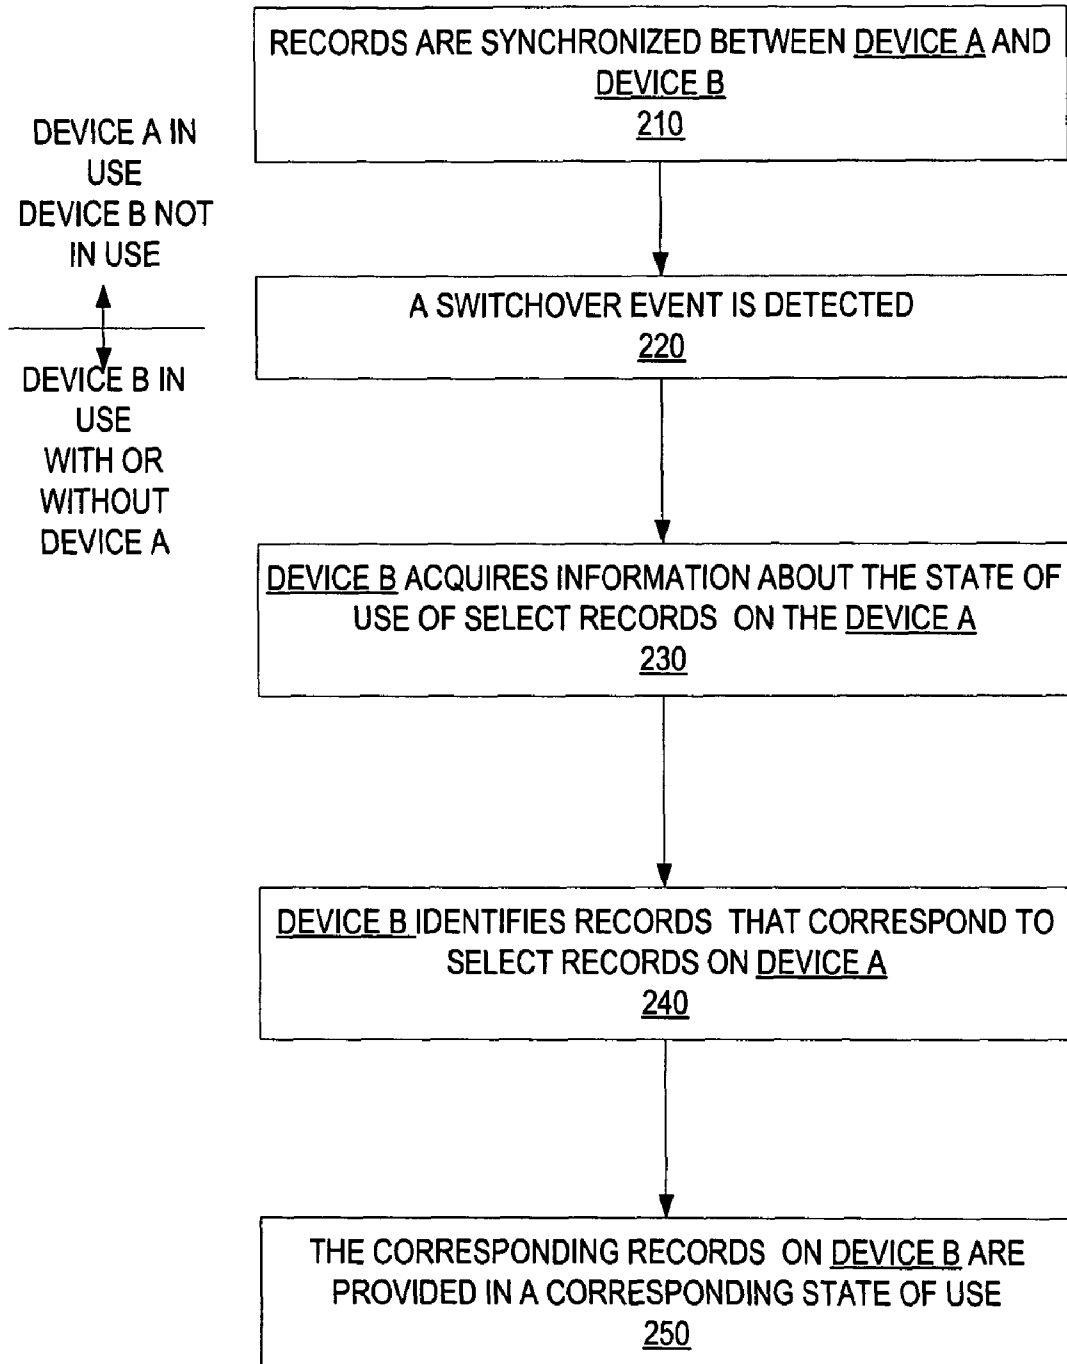 RECORDS ARE SYNCHRONIZED BETWEEN DEVICE A AND
DEVICE B
210
DEVICE A IN
USE
DEVICE B NOT
IN USE
A SWITCHOVER EVENT IS DETECTED
220
DEVICE B IN
USE
WITH OR
WITHOUT
DEVICE A
DEVICE B ACQUIRES INFORMATION ABOUT THE STATE OF
USE OF SELECT RECORDS ON THE DEVICE A
230
DEVICE B IDENTIFIES RECORDS THAT CORRESPOND TO
SELECT RECORDS ON DEVICE A
240
THE CORRESPONDING RECORDS ON DEVICE B ARE
PROVIDED IN A CORRESPONDING STATE OF USE
250